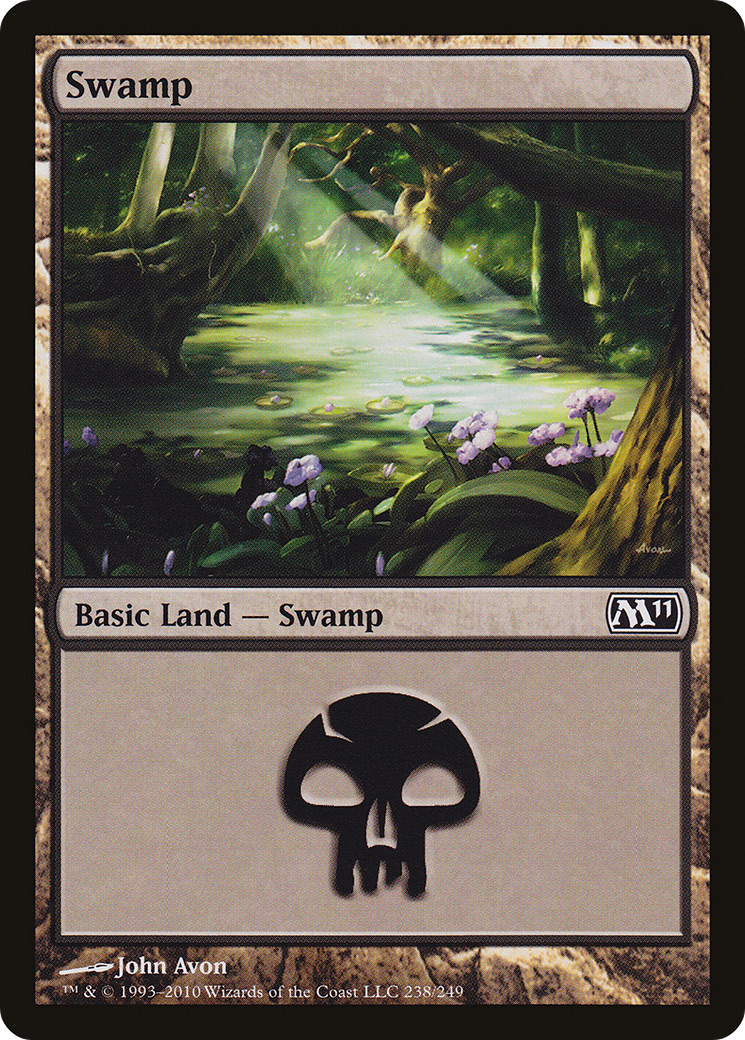 Swamp
Avon
Basic Land — Swamp
M11
John Avon
™ & © 1993–2010 Wizards of the Coast LLC 238/249